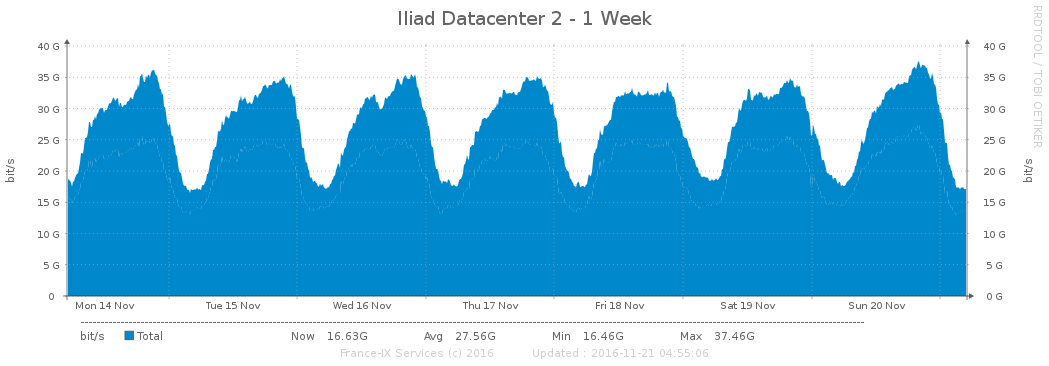 Iliad Datacenter 2 - 1 Week
RRDTOOL / TOBI OETIKER
40 G 40 G
35 G 35 G
30 G 30 G
25 G 25 G
20 G 20 G
15 G 15 G
10 G 10 G
5 G 5 G
0 0 G
bit/s bit/s
Mon 14 Nov Tue 15 Nov Wed 16 Nov Thu 17 Nov Fri 18 Nov Sat 19 Nov Sun 20 Nov
bit/s Total Now 16.63G Avg 27.56G Min 16.46G Max 37.46G
France-IX Services (c) 2016 Updated : 2016-11-21 04:55:06